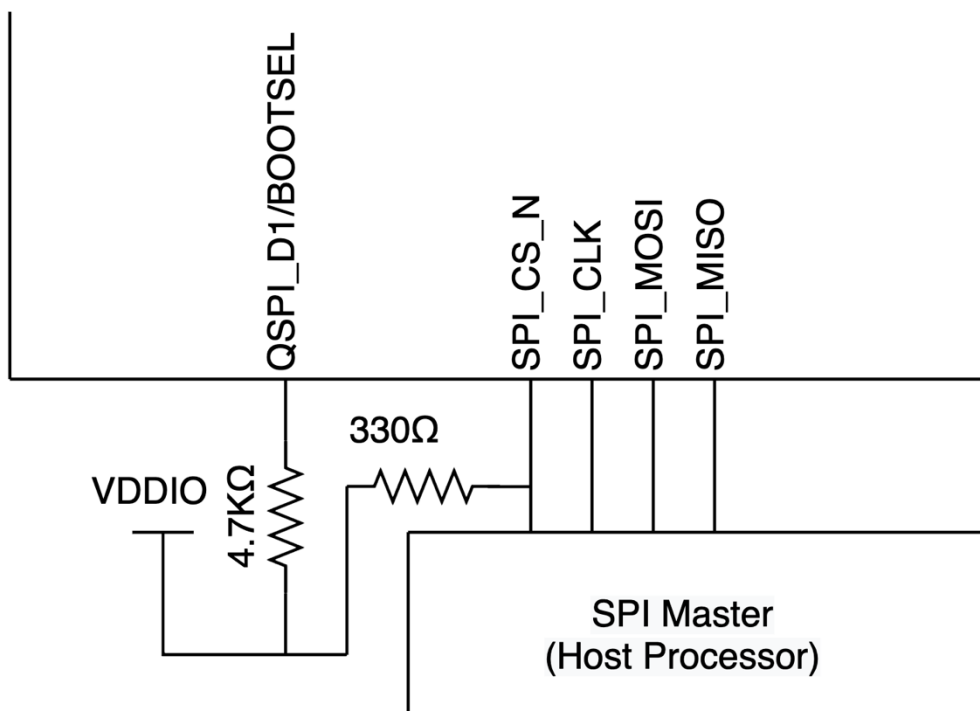 QSPI_D1/BOOTSEL
SPI_CS_N
SPI_CLK
SPI_MOSI
SPI_MISO
330Ω
VDDIO
4.7KΩ
SPI Master
(Host Processor)